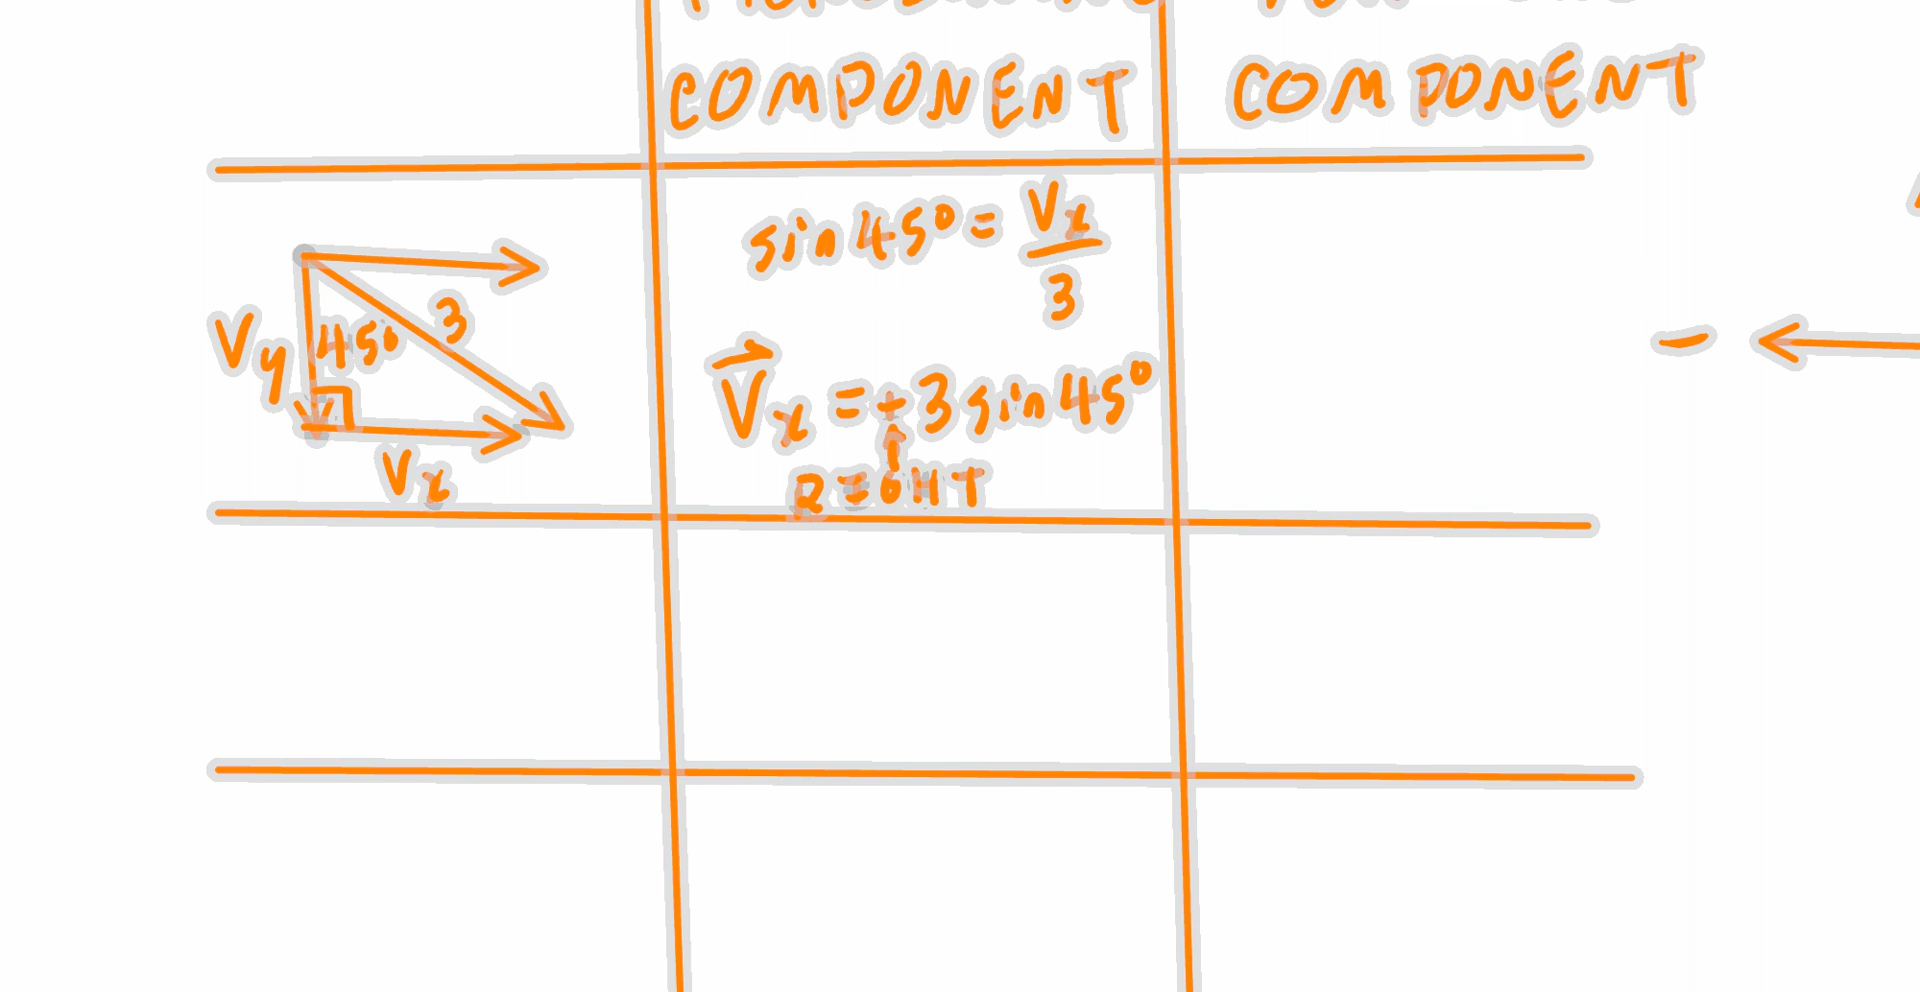 COMPONENT COMPONENT
sin 45° = Vx/3
Vy 45° 3
V⃗x = +3 sin 45°
Vx
RIGHT
−